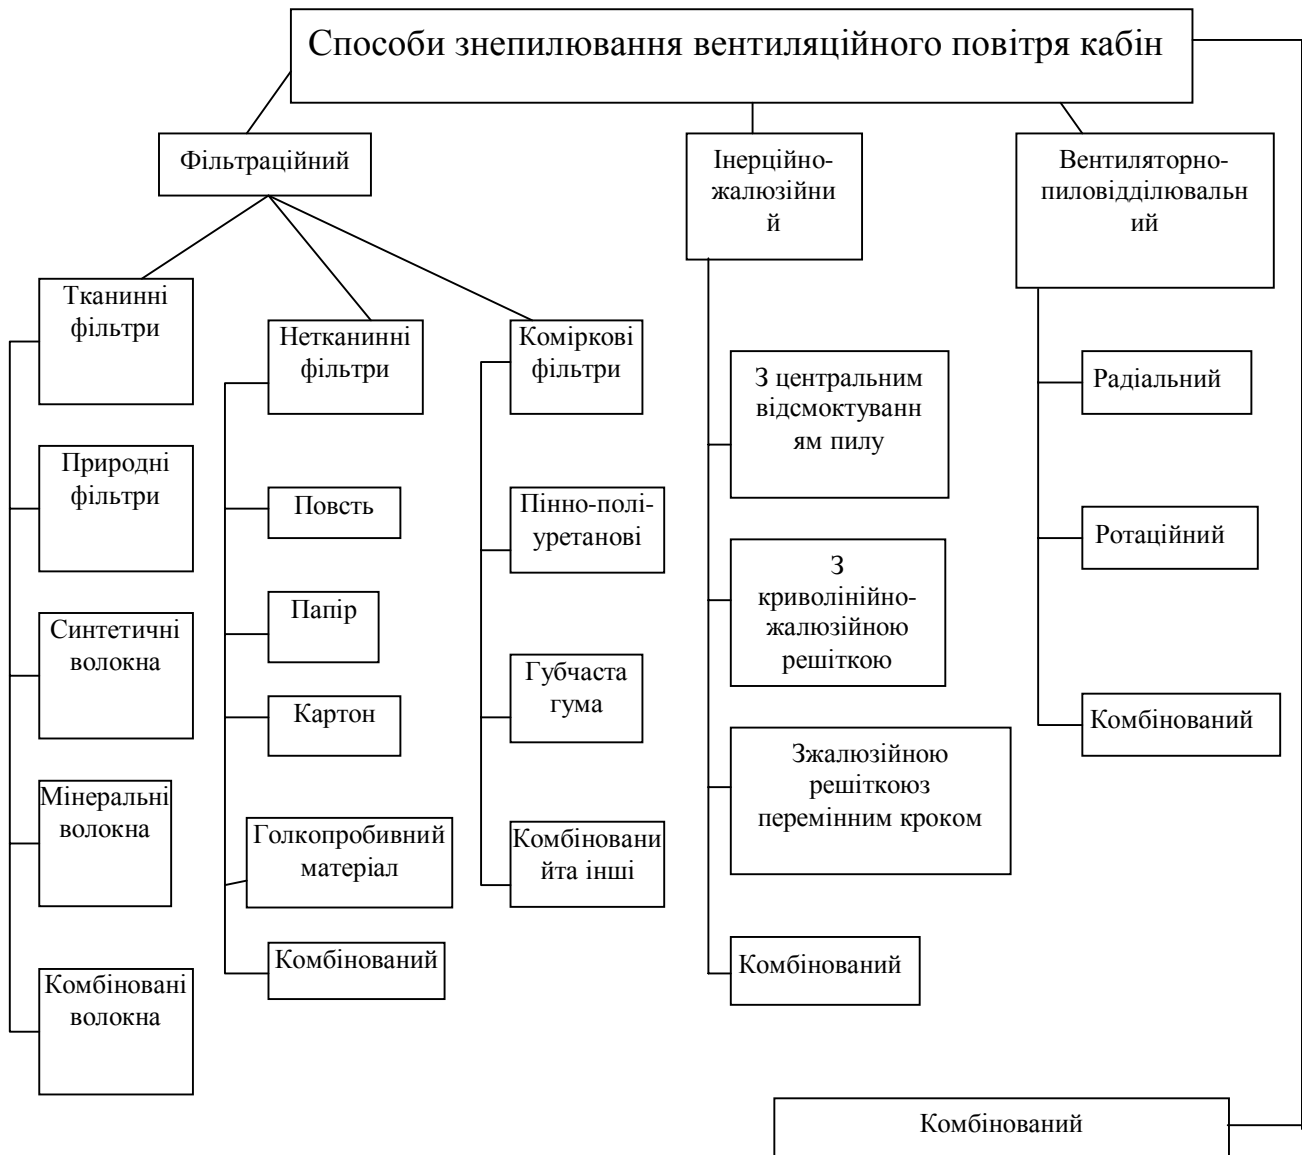 Способи знепилювання вентиляційного повітря кабін
Фільтраційний
Інерційно-
жалюзійни
й
Вентиляторно-
пиловідділювальн
ий
Тканинні
фільтри
Природні
фільтри
Синтетичні
волокна
Мінеральні
волокна
Комбіновані
волокна
Нетканинні
фільтри
Повсть
Папір
Картон
Голкопробивний
матеріал
Комбінований
Коміркові
фільтри
Пінно-полі-
уретанові
Губчаста
гума
Комбіновани
йта інші
З центральним
відсмоктуванн
ям пилу
З
криволінійно-
жалюзійною
решіткою
Зжалюзійною
решіткоюз
перемінним кроком
Комбінований
Радіальний
Ротаційний
Комбінований
Комбінований